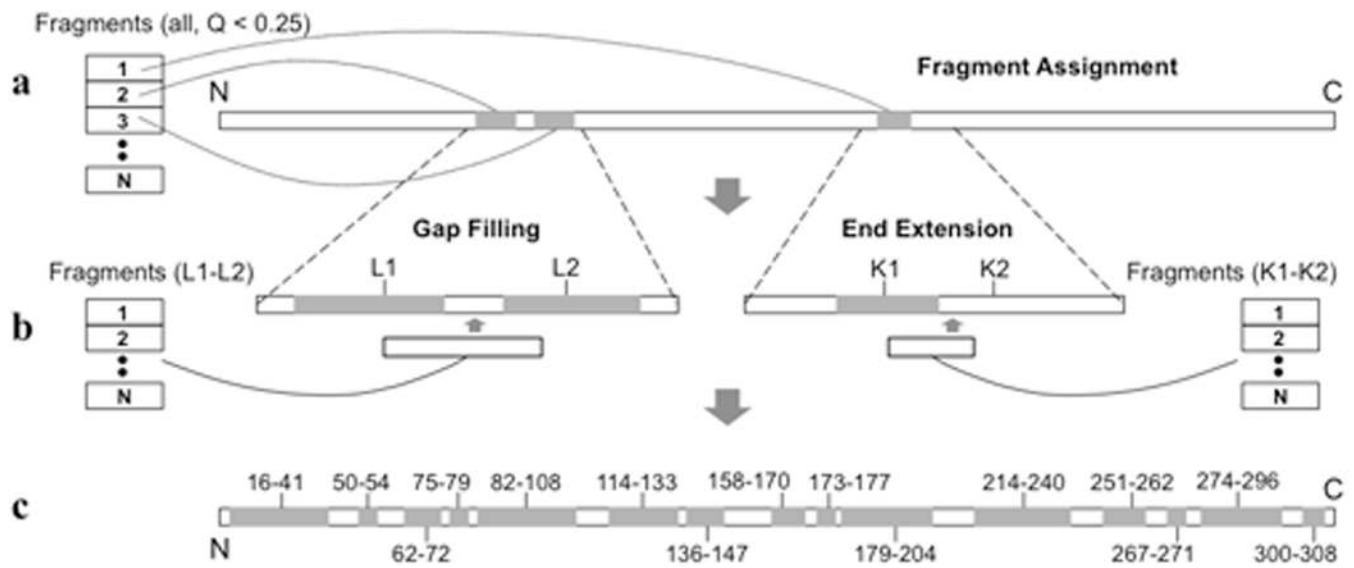 Fragments (all, Q < 0.25)
a
1
2
3
N
N
Fragment Assignment
C
Gap Filling
End Extension
b
Fragments (L1-L2)
1
2
N
L1
L2
K1
K2
Fragments (K1-K2)
1
2
N
c
16-41 50-54 75-79 82-108 114-133 158-170 173-177 214-240 251-262 274-296 C
N 62-72 136-147 179-204 267-271 300-308